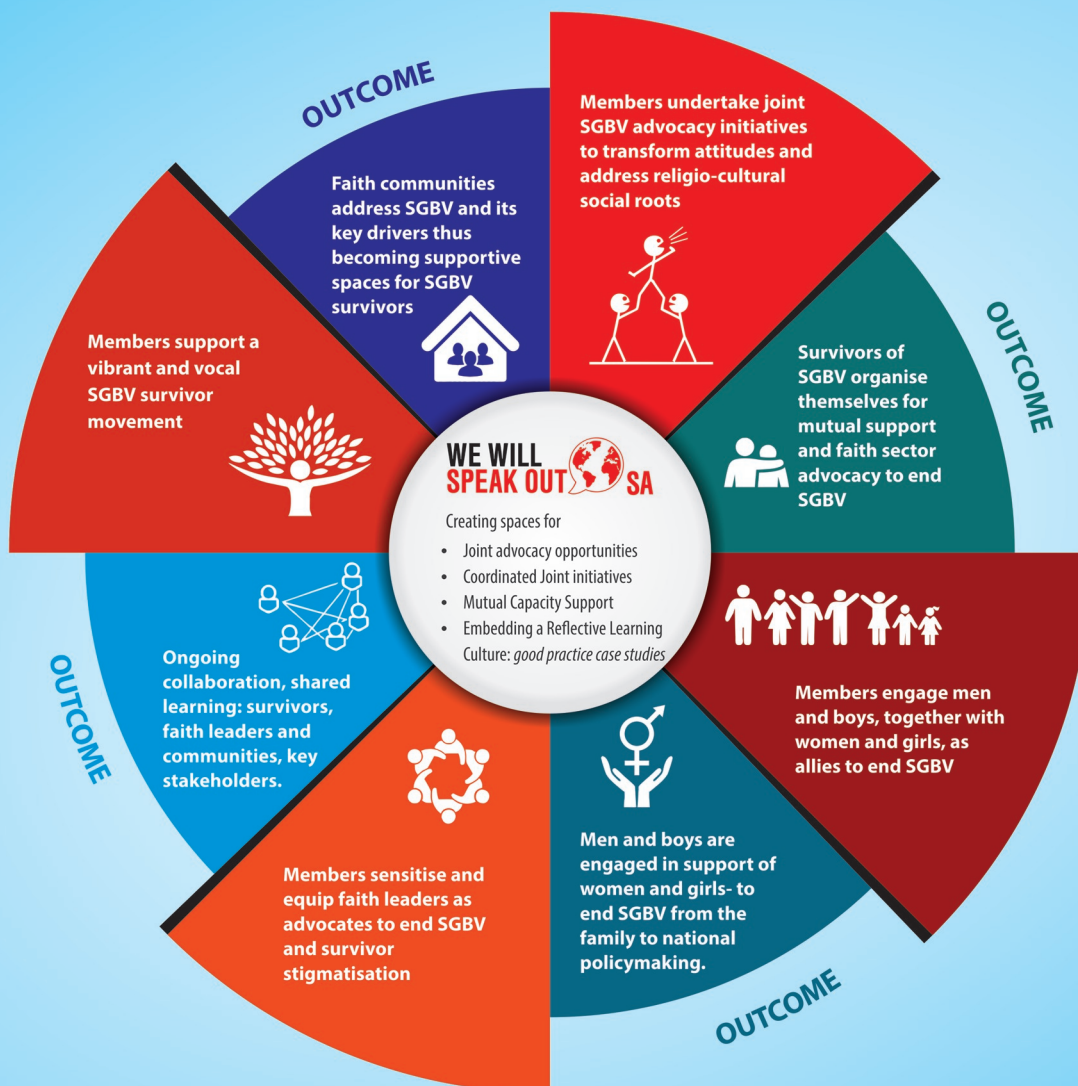 OUTCOME
Faith communities
address SGBV and its
key drivers thus
becoming supportive
spaces for SGBV
survivors
Members undertake joint
SGBV advocacy initiatives
to transform attitudes and
address religio-cultural
social roots
OUTCOME
Survivors of
SGBV organise
themselves for
mutual support
and faith sector
advocacy to end
SGBV
Members engage men
and boys, together with
women and girls, as
allies to end SGBV
OUTCOME
Men and boys are
engaged in support of
women and girls- to
end SGBV from the
family to national
policymaking.
Members sensitise and
equip faith leaders as
advocates to end SGBV
and survivor
stigmatisation
OUTCOME
Ongoing
collaboration, shared
learning: survivors,
faith leaders and
communities, key
stakeholders.
Members support a
vibrant and vocal
SGBV survivor
movement
WE WILL
SPEAK OUT SA
Creating spaces for
• Joint advocacy opportunities
• Coordinated Joint initiatives
• Mutual Capacity Support
• Embedding a Reflective Learning
Culture: good practice case studies